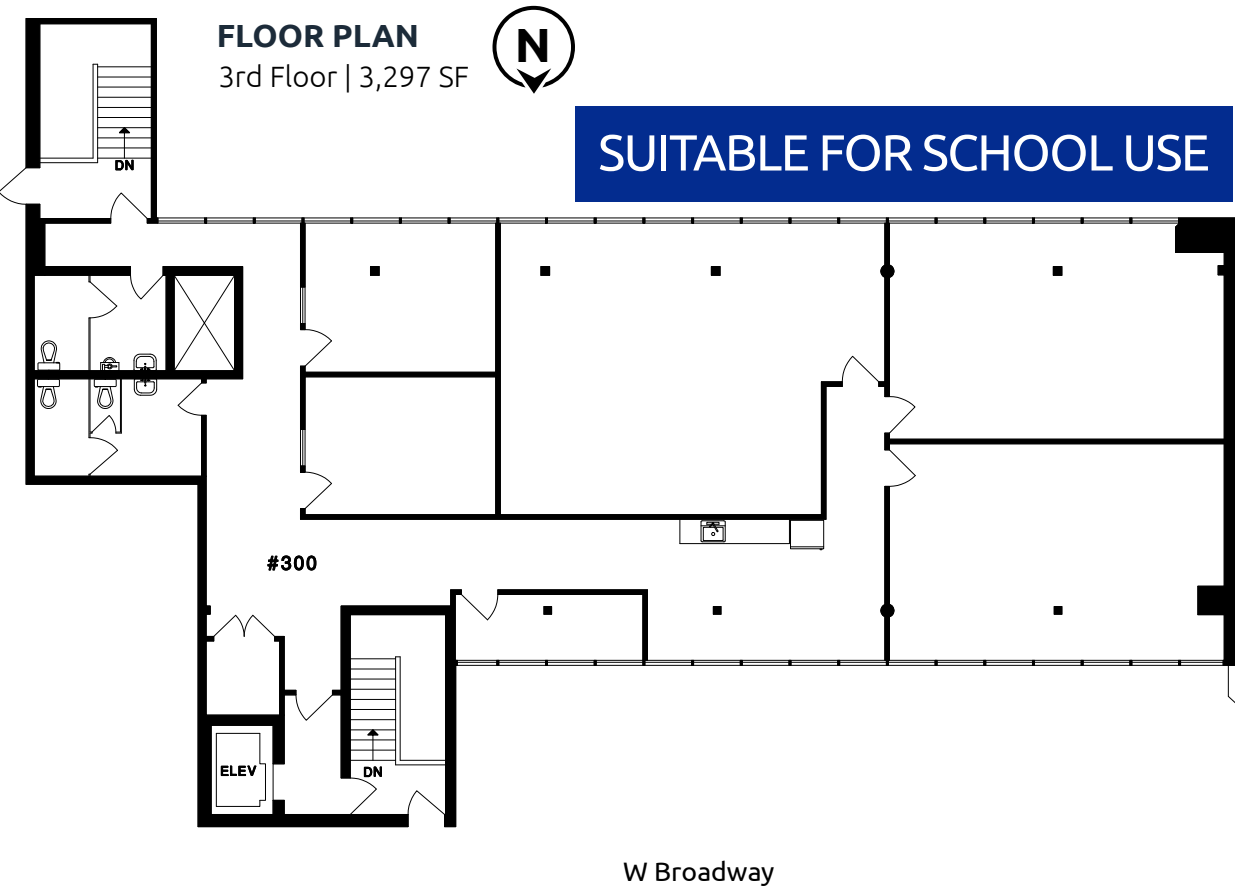 FLOOR PLAN
3rd Floor | 3,297 SF
N
SUITABLE FOR SCHOOL USE
DN
#300
ELEV
DN
W Broadway